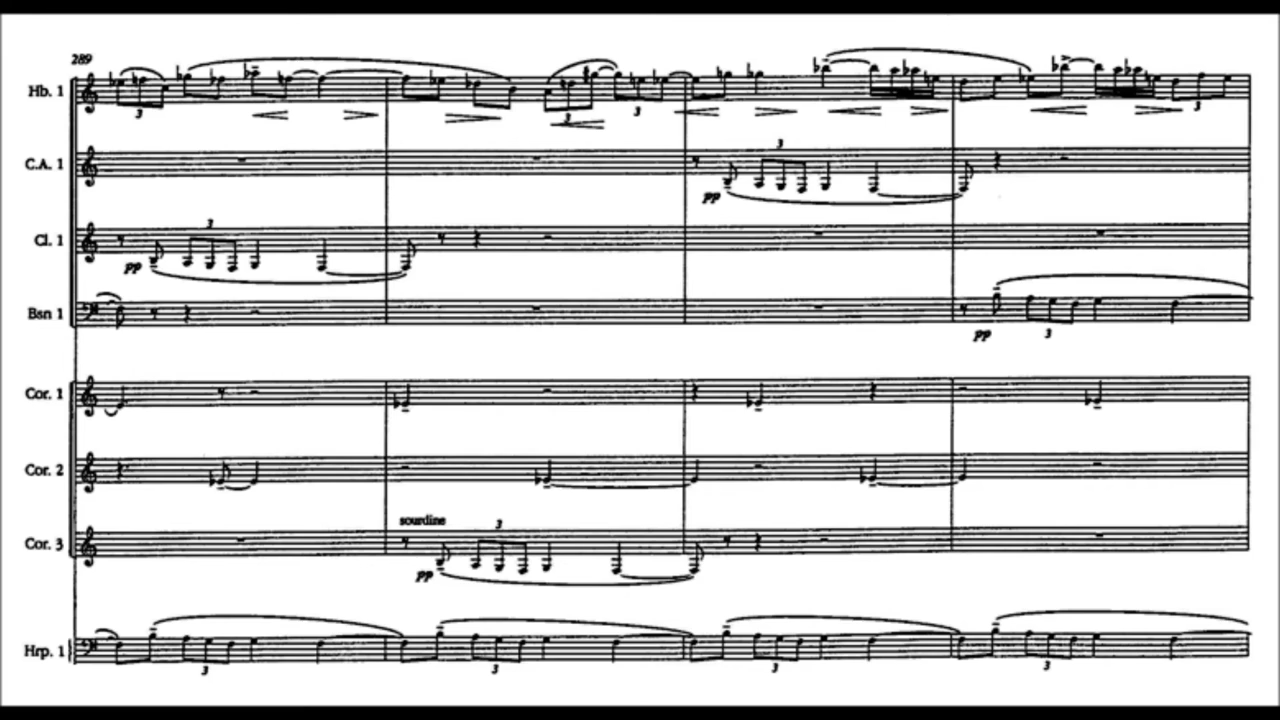 289
Hb. 1
3
3
3
3
C.A. 1
3
pp
Cl. 1
3
pp
Bsn 1
pp
3
Cor. 1
Cor. 2
sourdine
Cor. 3
3
pp
Hrp. 1
3
3
3
3